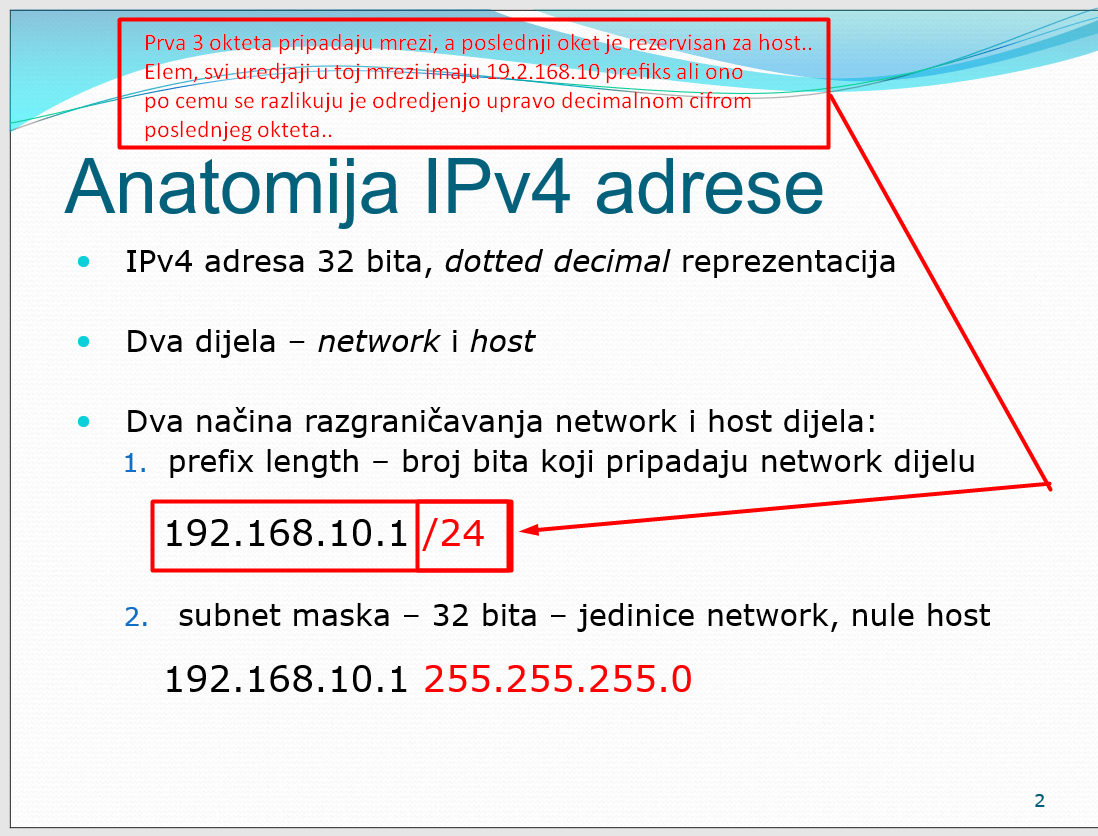 Prva 3 okteta pripadaju mrezi, a poslednji oket je rezervisan za host..
Elem, svi uredjaji u toj mrezi imaju 19.2.168.10 prefiks ali ono
po cemu se razlikuju je odredjenjo upravo decimalnom cifrom
poslednjeg okteta..
Anatomija IPv4 adrese
• IPv4 adresa 32 bita, dotted decimal reprezentacija
• Dva dijela – network i host
• Dva načina razgraničavanja network i host dijela:
1. prefix length – broj bita koji pripadaju network dijelu
192.168.10.1 /24
2. subnet maska – 32 bita – jedinice network, nule host
192.168.10.1 255.255.255.0
2